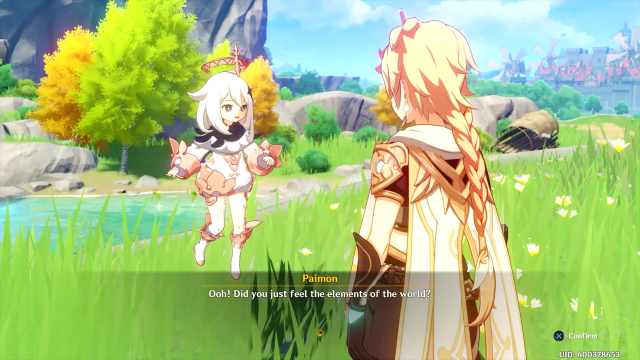 Paimon
Ooh! Did you just feel the elements of the world?
Confirm
UID. 600378653